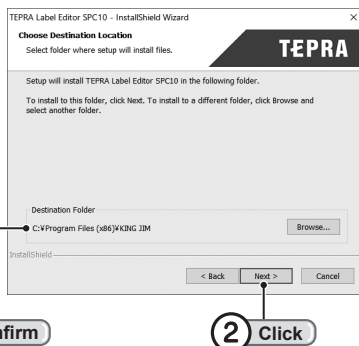 TEPRA Label Editor SPC10 - InstallShield Wizard
Choose Destination Location
Select folder where setup will install files.
TEPRA
Setup will install TEPRA Label Editor SPC10 in the following folder.
To install to this folder, click Next. To install to a different folder, click Browse and
select another folder.
Destination Folder
C:¥Program Files (x86)¥KING JIM
Browse...
InstallShield
< Back
Next >
Cancel
nfirm
2 Click